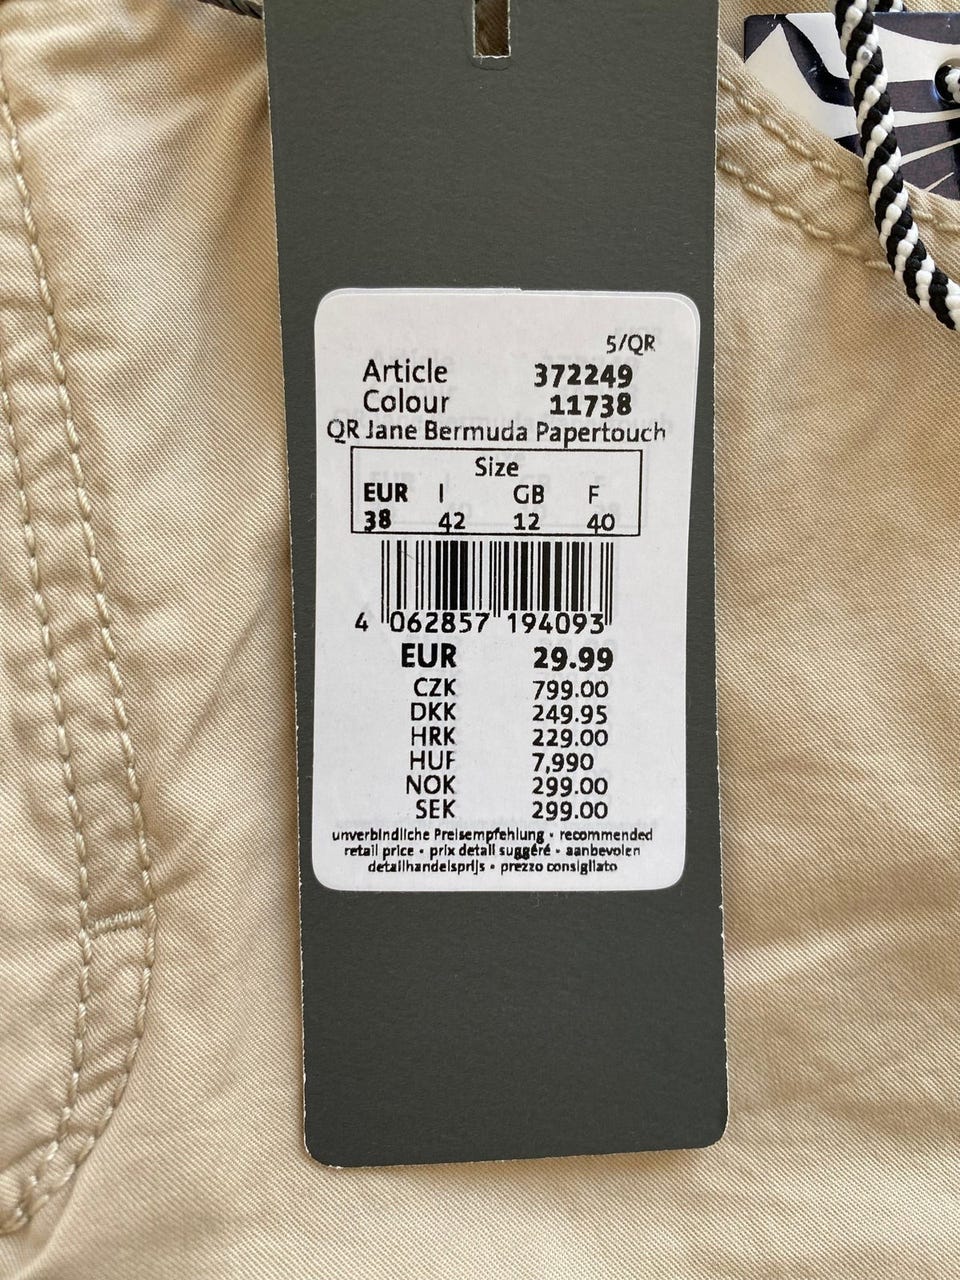 5/QR
Article 372249
Colour 11738
QR Jane Bermuda Papertouch
Size
EUR I GB F
38 42 12 40
4 062857 194093
EUR 29.99
CZK 799.00
DKK 249.95
HRK 229.00
HUF 7,990
NOK 299.00
SEK 299.00
unverbindliche Preisempfehlung • recommended
retail price • prix detail suggéré • aanbevolen
detailhandelsprijs • prezzo consigliato